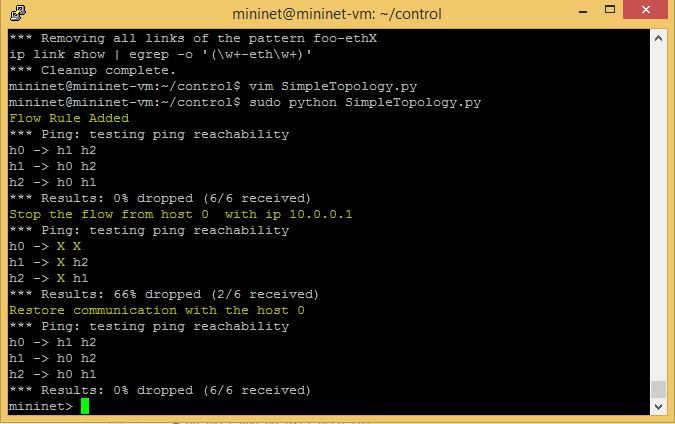 mininet@mininet-vm: ~/control
*** Removing all links of the pattern foo-ethX
ip link show | egrep -o '(\w+-eth\w+)'
*** Cleanup complete.
mininet@mininet-vm:~/control$ vim SimpleTopology.py
mininet@mininet-vm:~/control$ sudo python SimpleTopology.py
Flow Rule Added
*** Ping: testing ping reachability
h0 -> h1 h2
h1 -> h0 h2
h2 -> h0 h1
*** Results: 0% dropped (6/6 received)
Stop the flow from host 0  with ip 10.0.0.1
*** Ping: testing ping reachability
h0 -> X X
h1 -> X h2
h2 -> X h1
*** Results: 66% dropped (2/6 received)
Restore communication with the host 0
*** Ping: testing ping reachability
h0 -> h1 h2
h1 -> h0 h2
h2 -> h0 h1
*** Results: 0% dropped (6/6 received)
mininet>